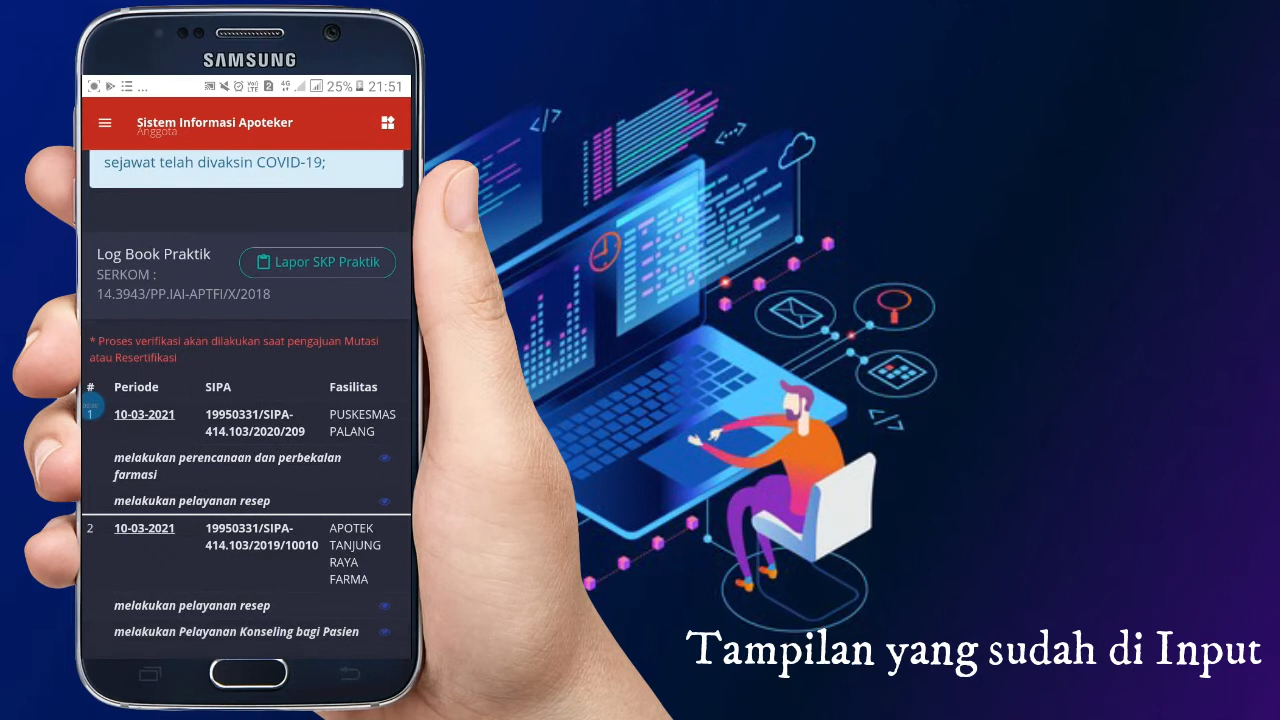 SAMSUNG
... 4G 25% 21:51
Sistem Informasi Apoteker
Anggota
sejawat telah divaksin COVID-19;
Log Book Praktik
Lapor SKP Praktik
SERKOM :
14.3943/PP.IAI-APTFI/X/2018
* Proses verifikasi akan dilakukan saat pengajuan Mutasi
atau Resertifikasi
# Periode SIPA Fasilitas
1 10-03-2021 19950331/SIPA- PUSKESMAS
414.103/2020/209 PALANG
melakukan perencanaan dan perbekalan
farmasi
melakukan pelayanan resep
2 10-03-2021 19950331/SIPA- APOTEK
414.103/2019/10010 TANJUNG
RAYA
FARMA
melakukan pelayanan resep
melakukan Pelayanan Konseling bagi Pasien
</>
<···>
</>
Tampilan yang sudah di Input